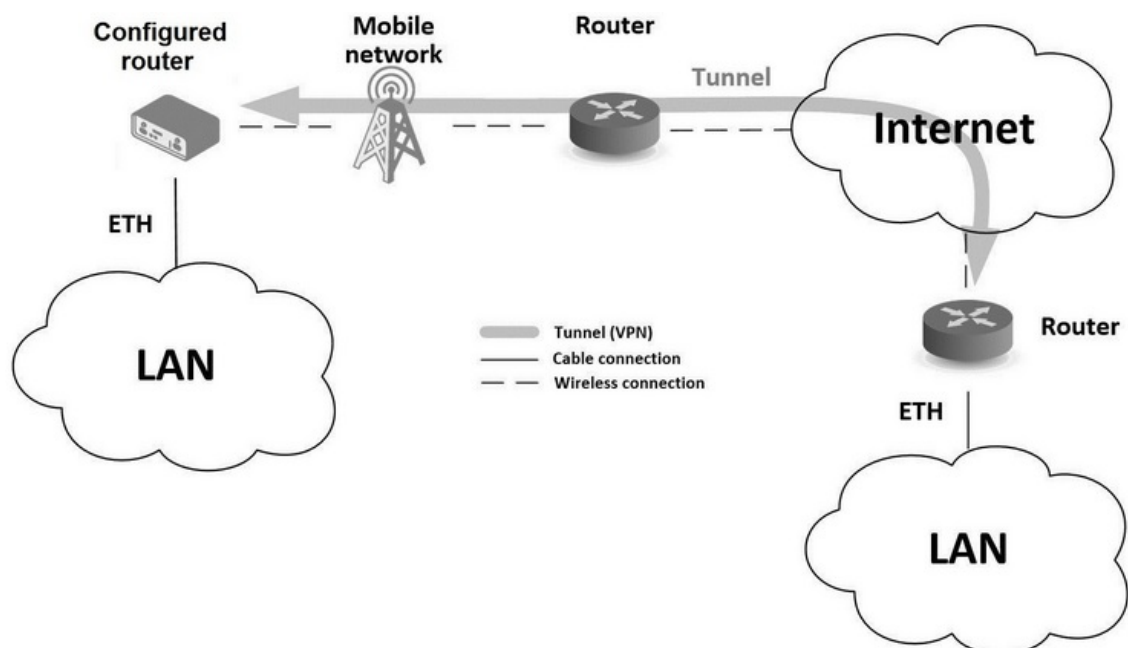 Configured
router
Mobile
network
Router
Tunnel
Internet
ETH
LAN
Tunnel (VPN)
Cable connection
Wireless connection
Router
ETH
LAN